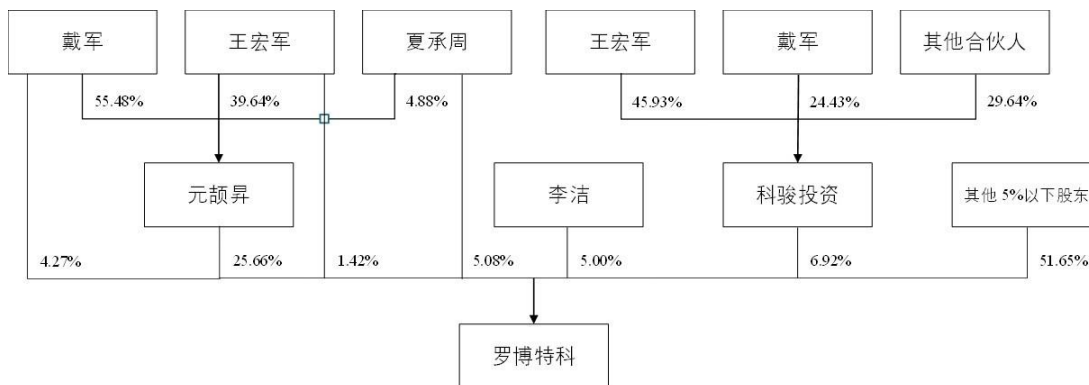 戴军
王宏军
夏承周
王宏军
戴军
其他合伙人
55.48%
39.64%
4.88%
45.93%
24.43%
29.64%
元颉昇
李洁
科骏投资
其他 5%以下股东
4.27%
25.66%
1.42%
5.08%
5.00%
6.92%
51.65%
罗博特科